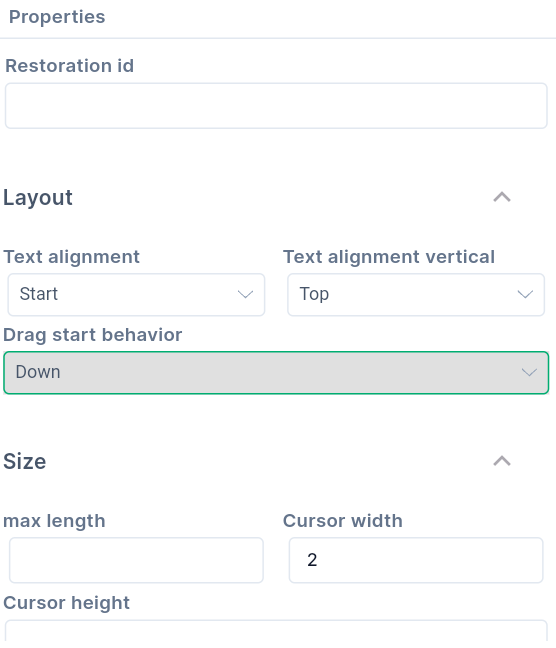 Properties
Restoration id
Layout
Text alignment
Text alignment vertical
Start
Top
Drag start behavior
Down
Size
max length
Cursor width
2
Cursor height